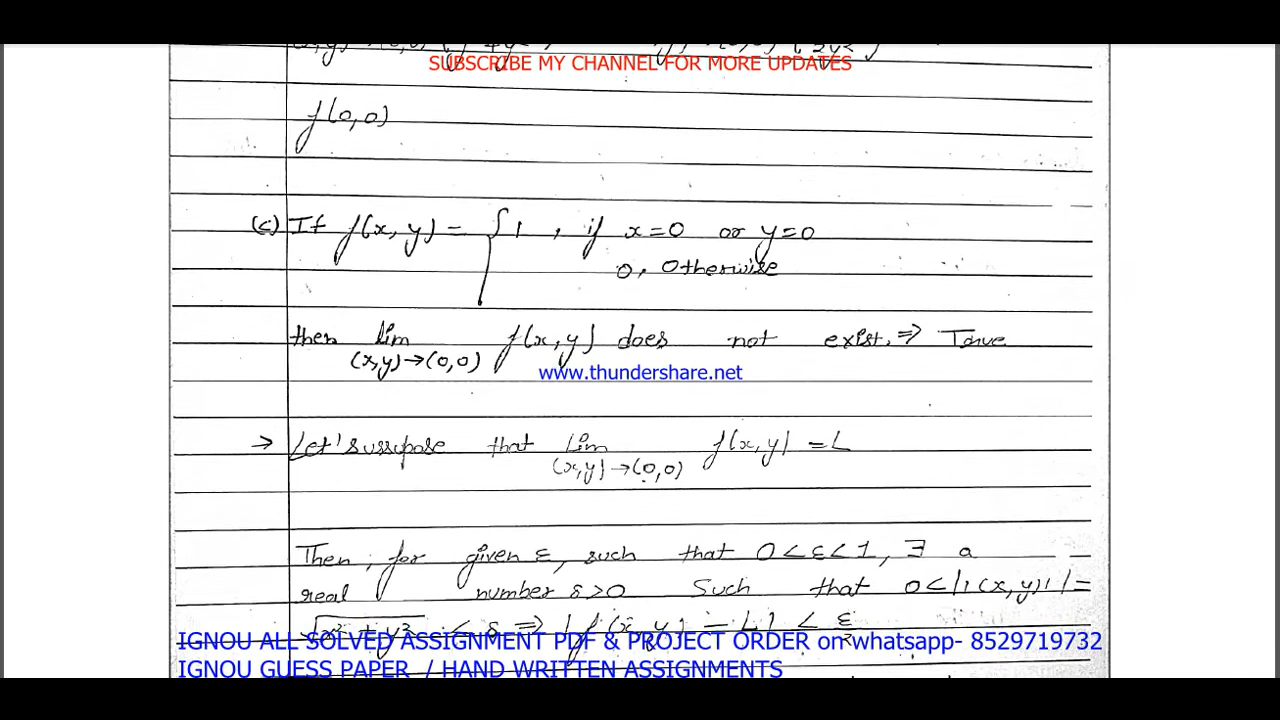 SUBSCRIBE MY CHANNEL FOR MORE UPDATES
f(0,0)
(c) If f(x, y) = { 1 , if x=0 or y=0
0, Otherwise
then lim f(x, y) does not exist. ⇒ True
(x,y)→(0,0)
www.thundershare.net
→ Let's suppose that lim f(x, y) = L
(x,y)→(0,0)
Then, for given ε, such that 0<ε<1, ∃ a
real number δ>0 Such that 0<||(x,y)|| =
√x² + y² < δ ⇒ |f(x, y) - L| < ε/2
IGNOU ALL SOLVED ASSIGNMENT PDF & PROJECT ORDER on whatsapp- 8529719732
IGNOU GUESS PAPER / HAND WRITTEN ASSIGNMENTS